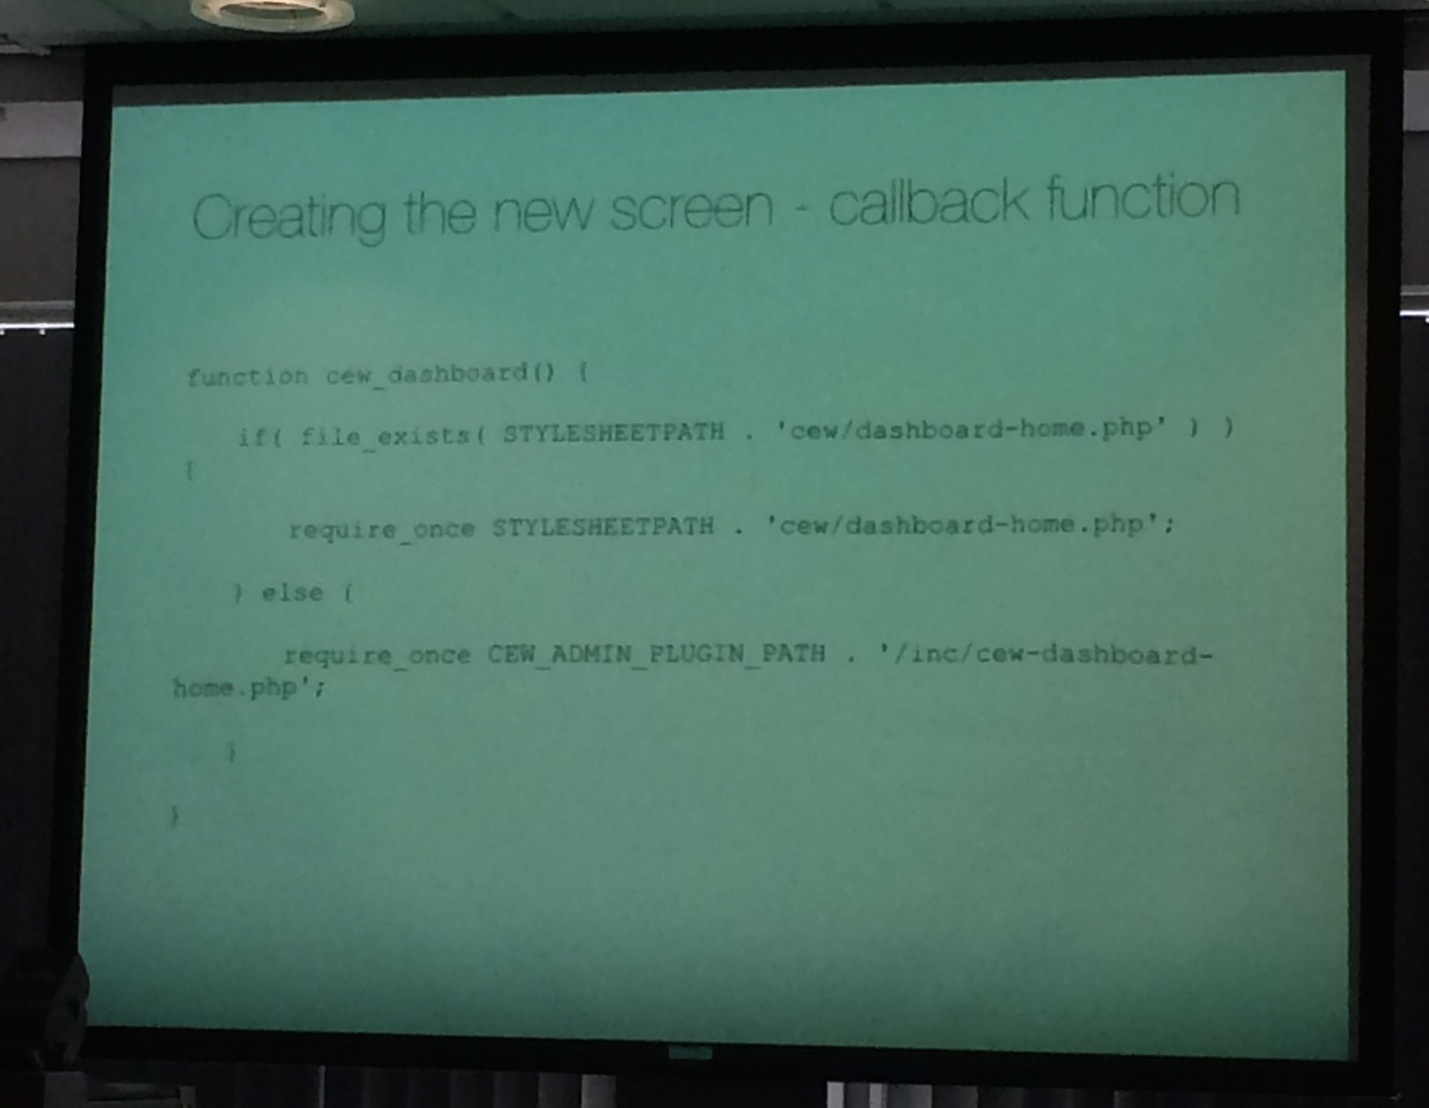 Creating the new screen - callback function
function cew_dashboard() {
if( file_exists( STYLESHEETPATH . 'cew/dashboard-home.php' ) )
{
require_once STYLESHEETPATH . 'cew/dashboard-home.php';
} else {
require_once CEW_ADMIN_PLUGIN_PATH . '/inc/cew-dashboard-
home.php';
}
}